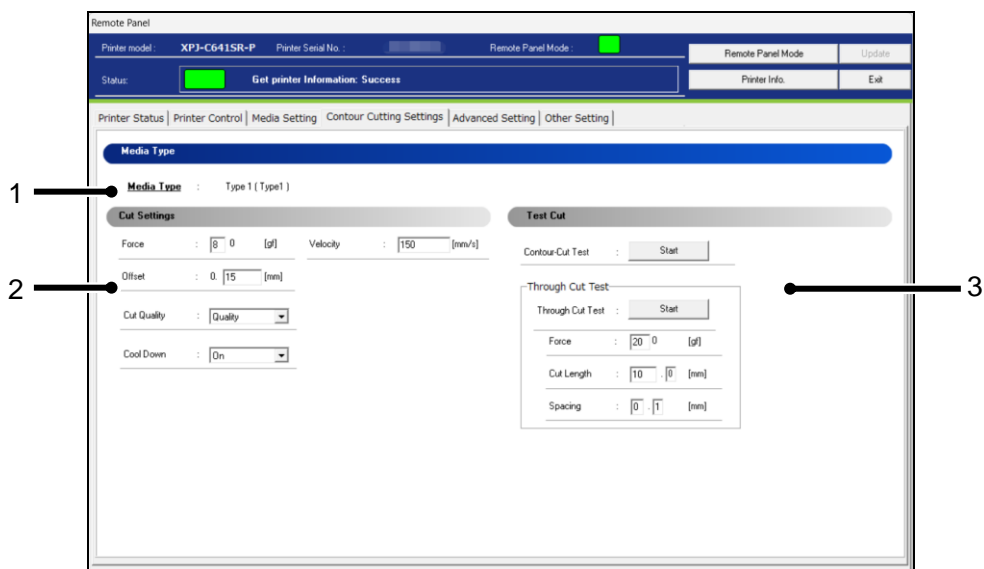 Remote Panel
Printer model : XPJ-C641SR-P Printer Serial No. : Remote Panel Mode :
Remote Panel Mode Update
Status: Get printer Information: Success
Printer Info. Exit
Printer Status | Printer Control | Media Setting Contour Cutting Settings | Advanced Setting | Other Setting |
Media Type
1
Media Type : Type 1 ( Type1 )
Cut Settings Test Cut
Force : 8 0 [gf] Velocity : 150 [mm/s]
Contour-Cut Test : Start
Offset : 0. 15 [mm]
2
3
Through Cut Test
Cut Quality : Quality
Through Cut Test : Start
Force : 20 0 [gf]
Cool Down : On
Cut Length : 10 . 0 [mm]
Spacing : 0 . 1 [mm]